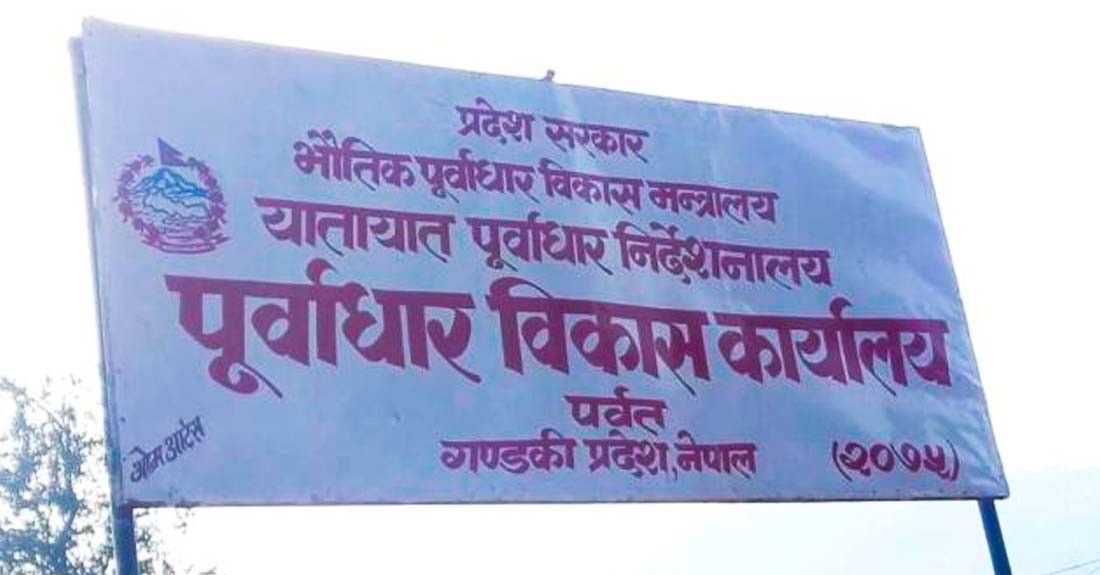 प्रदेश सरकार
भौतिक पूर्वाधार विकास मन्त्रालय
यातायात पूर्वाधार निर्देशनालय
पूर्वाधार विकास कार्यालय
पर्वत
गण्डकी प्रदेश, नेपाल (२०७५)
ओम आर्टस